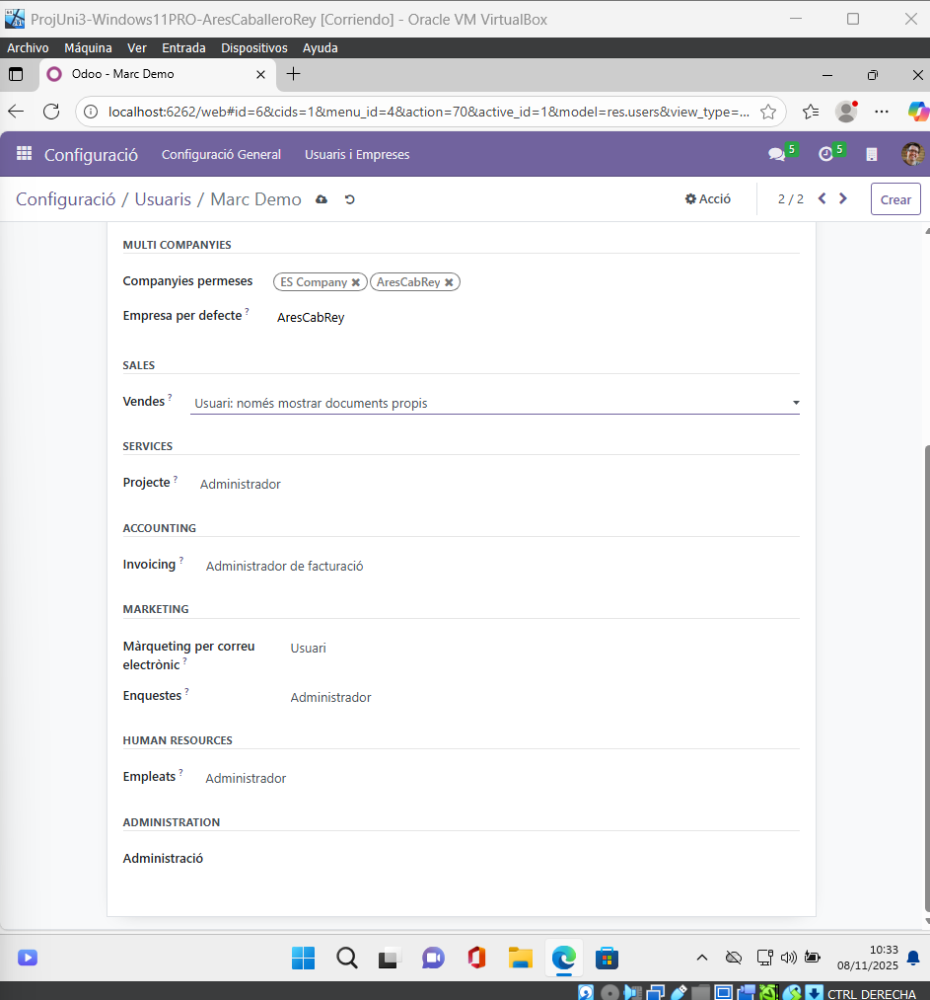 ProjUni3-Windows11PRO-AresCaballeroRey [Corriendo] - Oracle VM VirtualBox
Archivo Máquina Ver Entrada Dispositivos Ayuda
Odoo - Marc Demo
localhost:6262/web#id=6&cids=1&menu_id=4&action=70&active_id=1&model=res.users&view_type=...
Configuració Configuració General Usuaris i Empreses 5 5
Configuració / Usuaris / Marc Demo Acció 2 / 2 Crear
MULTI COMPANYIES
Companyies permeses ES Company AresCabRey
Empresa per defecte ? AresCabRey
SALES
Vendes ? Usuari: només mostrar documents propis
SERVICES
Projecte ? Administrador
ACCOUNTING
Invoicing ? Administrador de facturació
MARKETING
Màrqueting per correu
electrònic ? Usuari
Enquestes ? Administrador
HUMAN RESOURCES
Empleats ? Administrador
ADMINISTRATION
Administració
10:33
08/11/2025
CTRL DERECHA